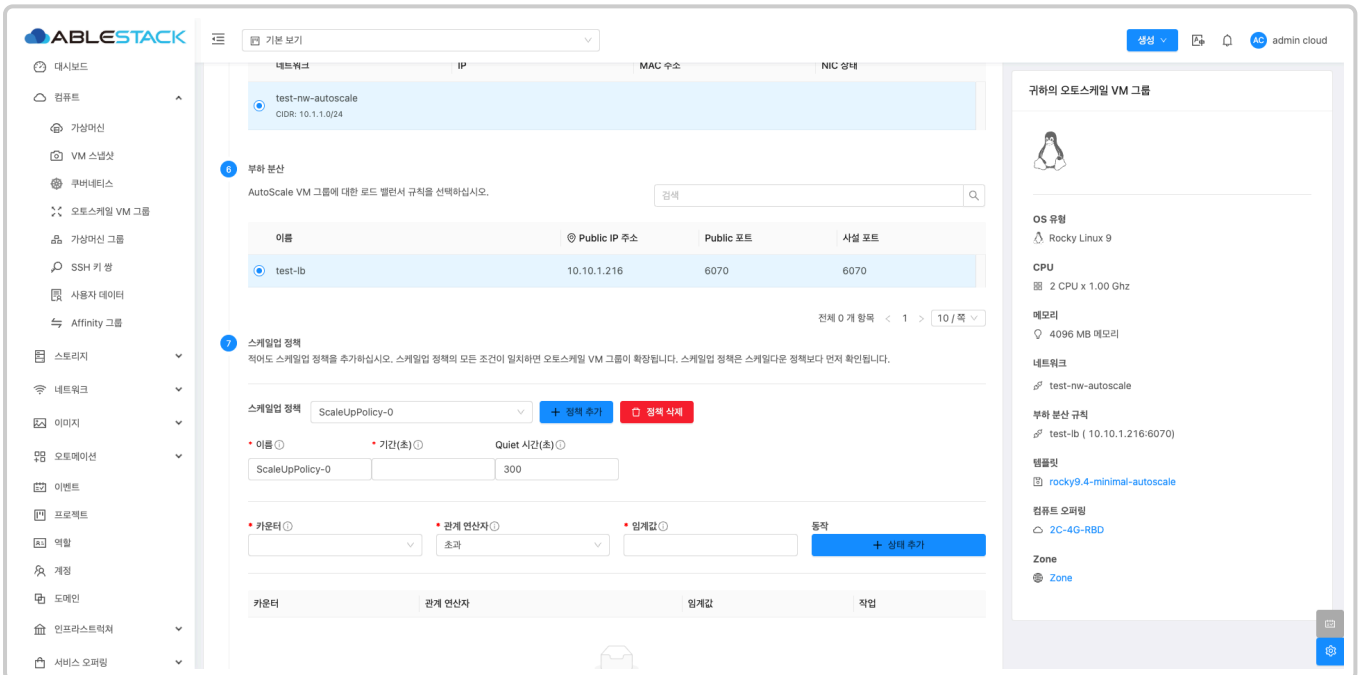 ABLESTACK
기본 보기
생성
AC admin cloud
대시보드
컴퓨트
가상머신
VM 스냅샷
쿠버네티스
오토스케일 VM 그룹
가상머신 그룹
SSH 키 쌍
사용자 데이터
Affinity 그룹
스토리지
네트워크
이미지
오토메이션
이벤트
프로젝트
역할
계정
도메인
인프라스트럭쳐
서비스 오퍼링
네트워크 IP MAC 주소 NIC 상태
test-nw-autoscale
CIDR: 10.1.1.0/24
6 부하 분산
AutoScale VM 그룹에 대한 로드 밸런서 규칙을 선택하십시오.
검색
이름 Public IP 주소 Public 포트 사설 포트
test-lb 10.10.1.216 6070 6070
전체 0 개 항목 < 1 > 10 / 쪽
7 스케일업 정책
적어도 스케일업 정책을 추가하십시오. 스케일업 정책의 모든 조건이 일치하면 오토스케일 VM 그룹이 확장됩니다. 스케일업 정책은 스케일다운 정책보다 먼저 확인됩니다.
스케일업 정책 ScaleUpPolicy-0 + 정책 추가 정책 삭제
* 이름 * 기간(초) Quiet 시간(초)
ScaleUpPolicy-0 300
* 카운터 * 관계 연산자 * 임계값 동작
초과 + 상태 추가
카운터 관계 연산자 임계값 작업
귀하의 오토스케일 VM 그룹
OS 유형
Rocky Linux 9
CPU
2 CPU x 1.00 Ghz
메모리
4096 MB 메모리
네트워크
test-nw-autoscale
부하 분산 규칙
test-lb ( 10.10.1.216:6070)
템플릿
rocky9.4-minimal-autoscale
컴퓨트 오퍼링
2C-4G-RBD
Zone
Zone